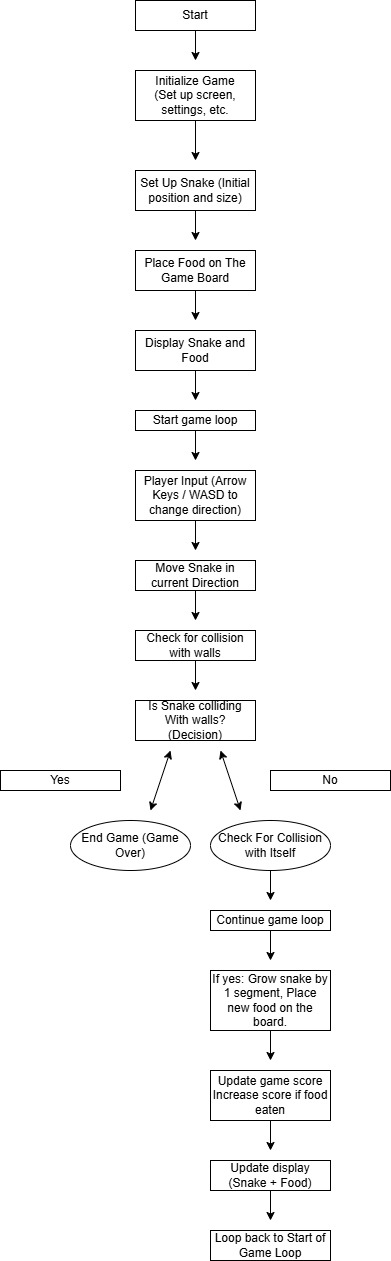 Start
Initialize Game
(Set up screen,
settings, etc.
Set Up Snake (Initial
position and size)
Place Food on The
Game Board
Display Snake and
Food
Start game loop
Player Input (Arrow
Keys / WASD to
change direction)
Move Snake in
current Direction
Check for collision
with walls
Is Snake colliding
With walls?
(Decision)
Yes
No
End Game (Game
Over)
Check For Collision
with Itself
Continue game loop
If yes: Grow snake by
1 segment, Place
new food on the
board.
Update game score
Increase score if food
eaten
Update display
(Snake + Food)
Loop back to Start of
Game Loop